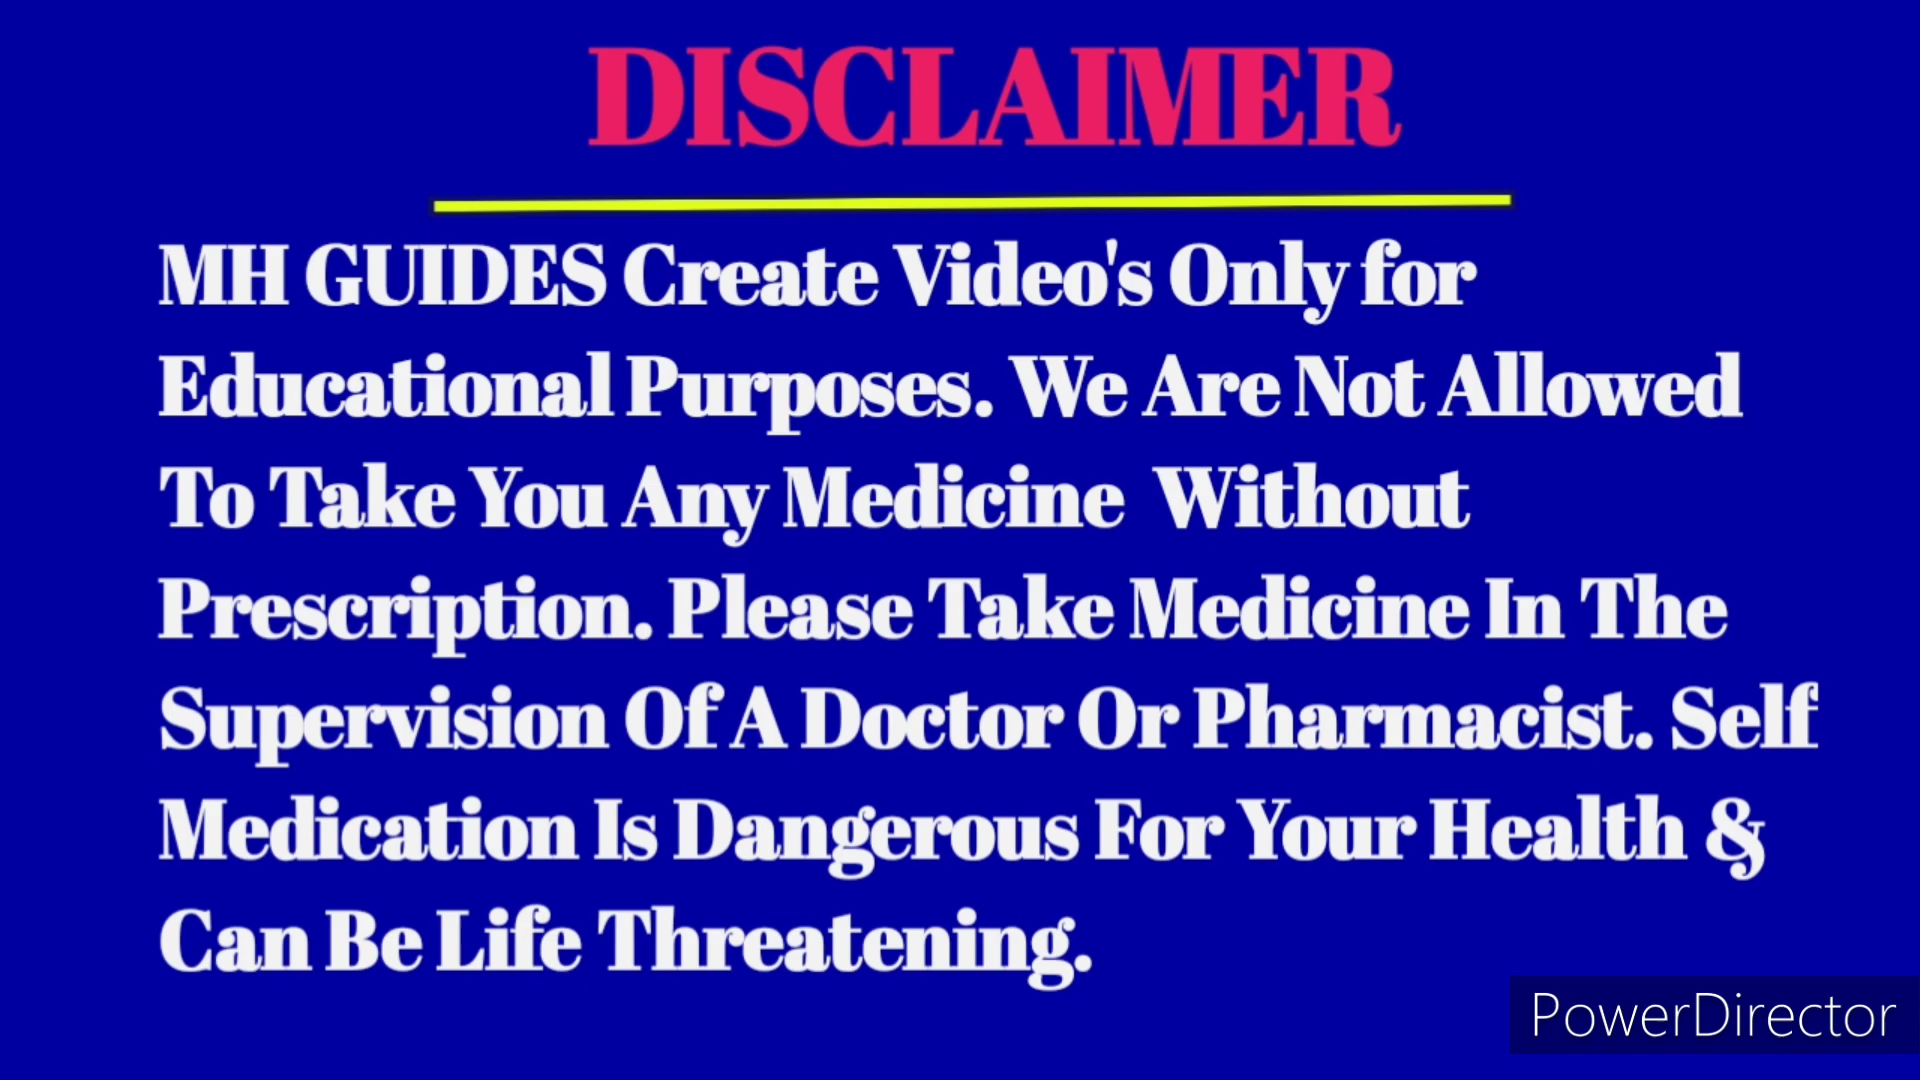 DISCLAIMER
MH GUIDES Create Video's Only for
Educational Purposes. We Are Not Allowed
To Take You Any Medicine  Without
Prescription. Please Take Medicine In The
Supervision Of A Doctor Or Pharmacist. Self
Medication Is Dangerous For Your Health &
Can Be Life Threatening.
PowerDirector